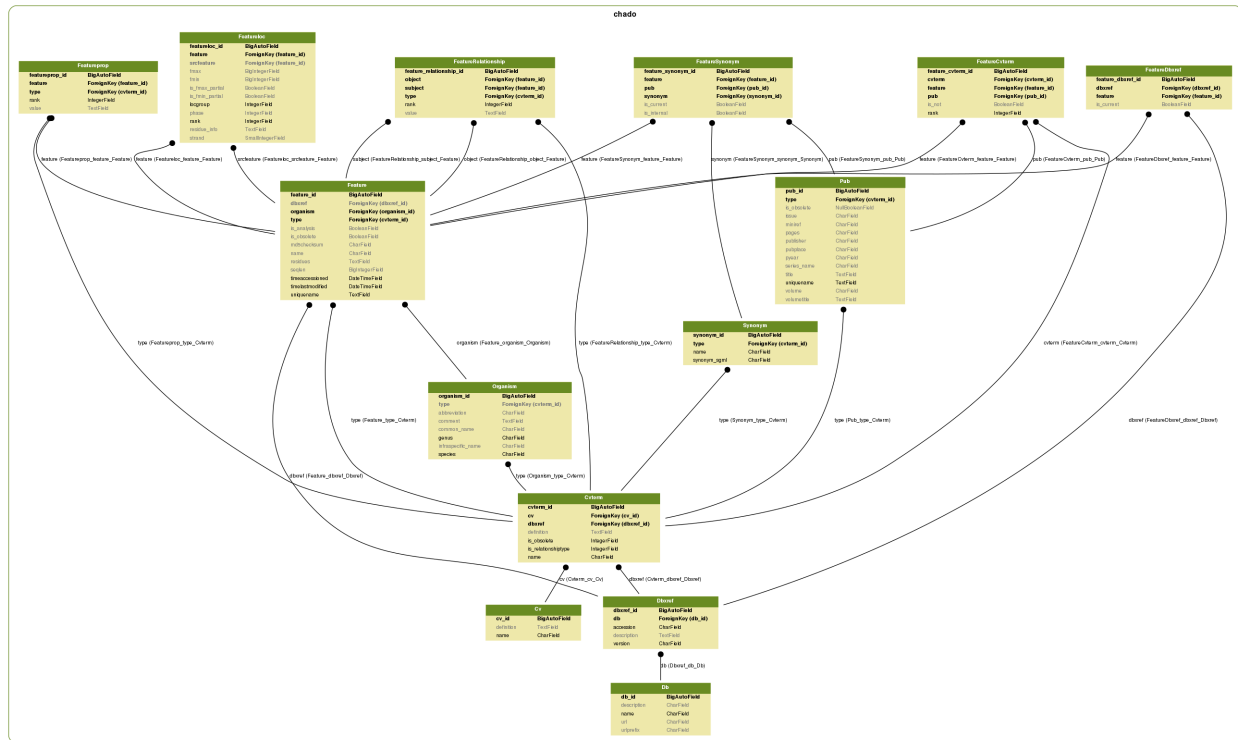 chado
Featureprop
featureprop_id BigAutoField
feature ForeignKey (feature_id)
type ForeignKey (cvterm_id)
rank IntegerField
value TextField
Featureloc
featureloc_id BigAutoField
feature ForeignKey (feature_id)
srcfeature ForeignKey (feature_id)
fmax BigIntegerField
fmin BigIntegerField
is_fmax_partial BooleanField
is_fmin_partial BooleanField
locgroup IntegerField
phase IntegerField
rank IntegerField
residue_info TextField
strand SmallIntegerField
FeatureRelationship
feature_relationship_id BigAutoField
object ForeignKey (feature_id)
subject ForeignKey (feature_id)
type ForeignKey (cvterm_id)
rank IntegerField
value TextField
FeatureSynonym
feature_synonym_id BigAutoField
feature ForeignKey (feature_id)
pub ForeignKey (pub_id)
synonym ForeignKey (synonym_id)
is_current BooleanField
is_internal BooleanField
FeatureCvterm
feature_cvterm_id BigAutoField
cvterm ForeignKey (cvterm_id)
feature ForeignKey (feature_id)
pub ForeignKey (pub_id)
is_not BooleanField
rank IntegerField
FeatureDbxref
feature_dbxref_id BigAutoField
dbxref ForeignKey (dbxref_id)
feature ForeignKey (feature_id)
is_current BooleanField
feature (Featureprop_feature_Feature)
feature (Featureloc_feature_Feature)
srcfeature (Featureloc_srcfeature_Feature)
subject (FeatureRelationship_subject_Feature)
object (FeatureRelationship_object_Feature)
feature (FeatureSynonym_feature_Feature)
synonym (FeatureSynonym_synonym_Synonym)
pub (FeatureSynonym_pub_Pub)
feature (FeatureCvterm_feature_Feature)
pub (FeatureCvterm_pub_Pub)
feature (FeatureDbxref_feature_Feature)
Feature
feature_id BigAutoField
dbxref ForeignKey (dbxref_id)
organism ForeignKey (organism_id)
type ForeignKey (cvterm_id)
is_analysis BooleanField
is_obsolete BooleanField
md5checksum CharField
name CharField
residues TextField
seqlen BigIntegerField
timeaccessioned DateTimeField
timelastmodified DateTimeField
uniquename TextField
Pub
pub_id BigAutoField
type ForeignKey (cvterm_id)
is_obsolete NullBooleanField
issue CharField
miniref CharField
pages CharField
publisher CharField
pubplace CharField
pyear CharField
series_name CharField
title TextField
uniquename TextField
volume CharField
volumetitle TextField
Synonym
synonym_id BigAutoField
type ForeignKey (cvterm_id)
name CharField
synonym_sgml CharField
type (Featureprop_type_Cvterm)
organism (Feature_organism_Organism)
type (FeatureRelationship_type_Cvterm)
cvterm (FeatureCvterm_cvterm_Cvterm)
Organism
organism_id BigAutoField
type ForeignKey (cvterm_id)
abbreviation CharField
comment TextField
common_name CharField
genus CharField
infraspecific_name CharField
species CharField
type (Feature_type_Cvterm)
type (Synonym_type_Cvterm)
type (Pub_type_Cvterm)
dbxref (FeatureDbxref_dbxref_Dbxref)
dbxref (Feature_dbxref_Dbxref)
type (Organism_type_Cvterm)
Cvterm
cvterm_id BigAutoField
cv ForeignKey (cv_id)
dbxref ForeignKey (dbxref_id)
definition TextField
is_obsolete IntegerField
is_relationshiptype IntegerField
name CharField
cv (Cvterm_cv_Cv)
dbxref (Cvterm_dbxref_Dbxref)
Cv
cv_id BigAutoField
definition TextField
name CharField
Dbxref
dbxref_id BigAutoField
db ForeignKey (db_id)
accession CharField
description TextField
version CharField
db (Dbxref_db_Db)
Db
db_id BigAutoField
description CharField
name CharField
url CharField
urlprefix CharField